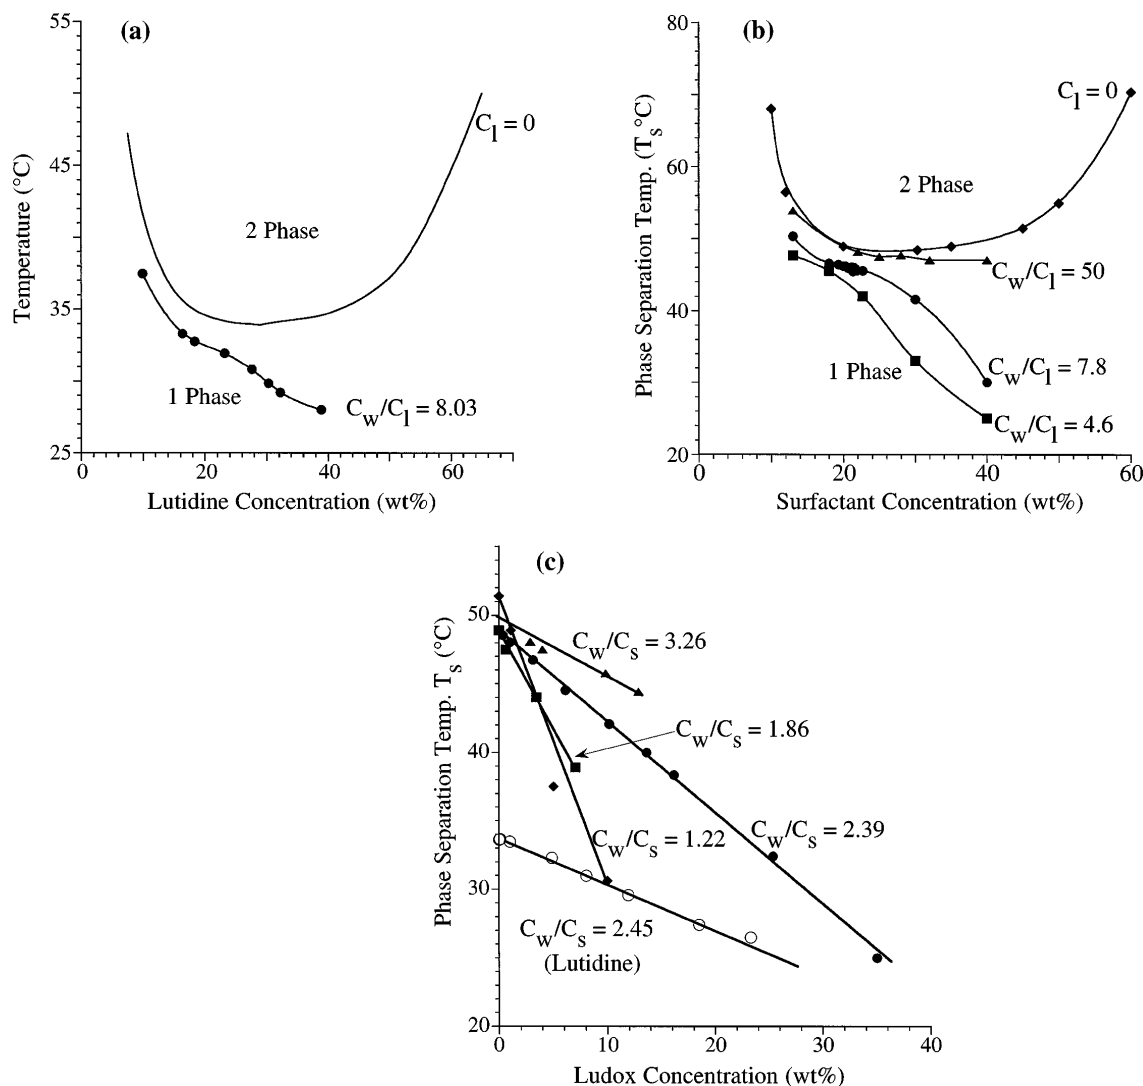 (a)
55
45
35
25
Temperature (°C)
C_l = 0
2 Phase
1 Phase
C_w/C_l = 8.03
0 20 40 60
Lutidine Concentration (wt%)
(b)
80
60
40
20
Phase Separation Temp. (T_s°C)
C_l = 0
2 Phase
C_w/C_l = 50
1 Phase
C_w/C_l = 7.8
C_w/C_l = 4.6
0 20 40 60
Surfactant Concentration (wt%)
(c)
50
40
30
20
Phase Separation Temp. T_s (°C)
C_w/C_s = 3.26
C_w/C_s = 1.86
C_w/C_s = 2.39
C_w/C_s = 1.22
C_w/C_s = 2.45
(Lutidine)
0 10 20 30 40
Ludox Concentration (wt%)